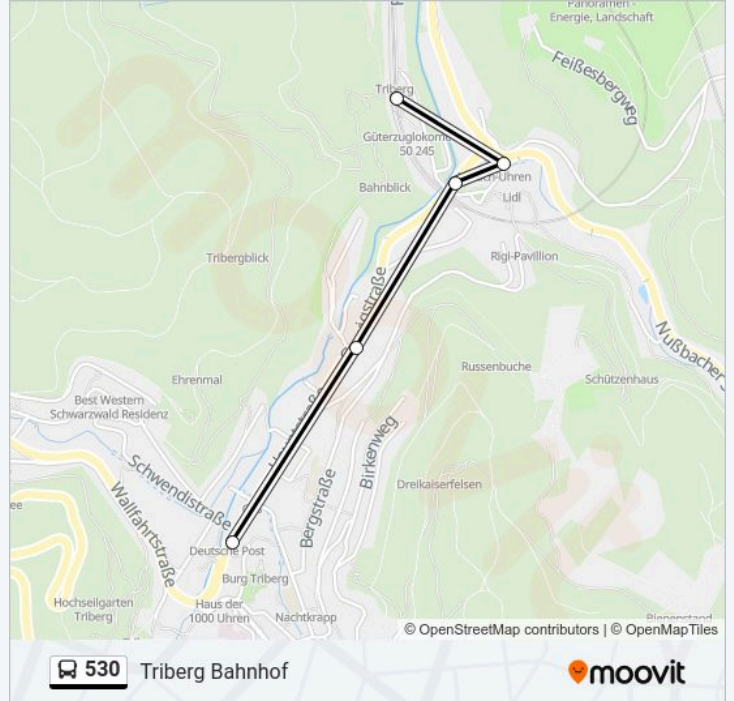 Panoramen -
Energie, Landschaft
Feißesbergweg
Triberg
50 245
Bahnblick
Lidl
Tribergblick
Rigi-Pavillion
Nußbacher
Russenbuche
Schützenhaus
Ehrenmal
Best Western
Schwarzwald Residenz
Birkenweg
Bergstraße
Dreikaiserfelsen
Schwendistraße
Wallfahrtstraße
Deutsche Post
Burg Triberg
Hochseilgarten
Triberg
Haus der
1000 Uhren
Nachtkrapp
© OpenStreetMap contributors | © OpenMapTiles
530 Triberg Bahnhof
moovit